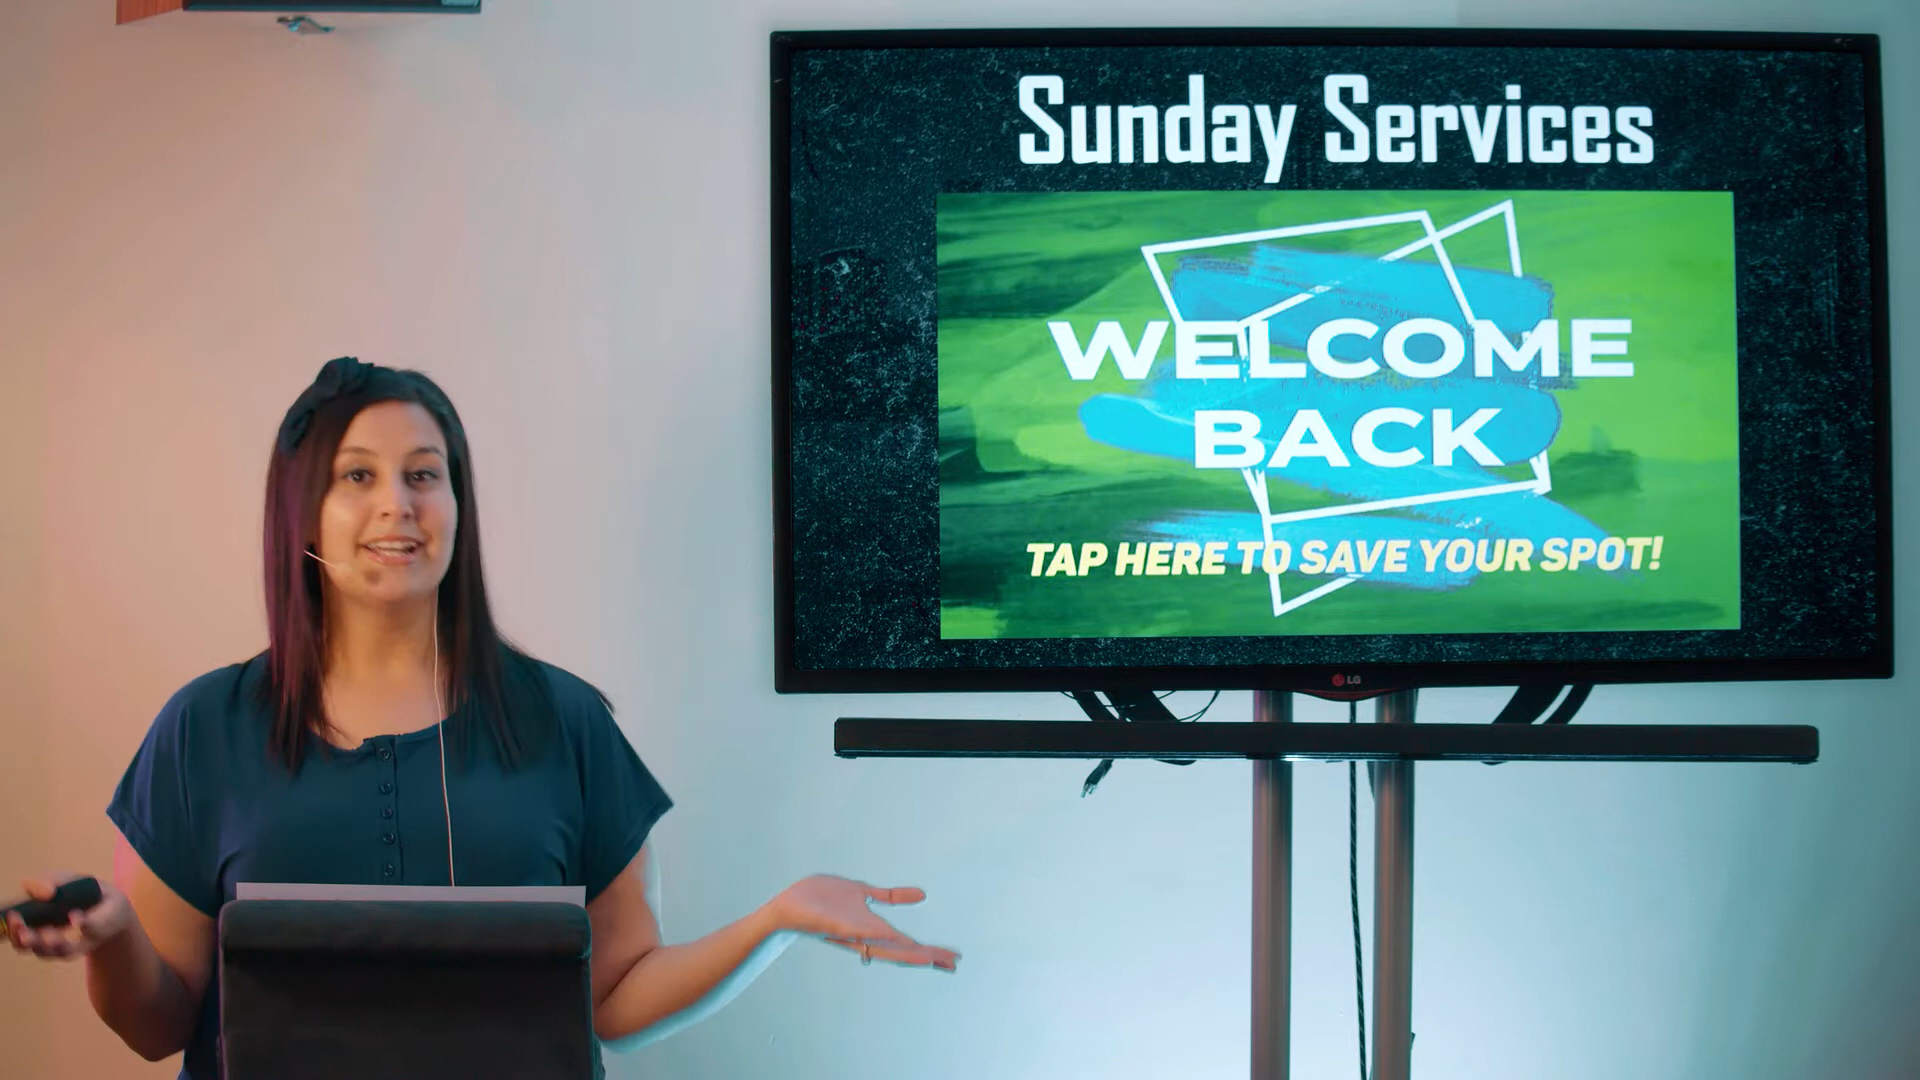 Sunday Services
WELCOME
BACK
TAP HERE TO SAVE YOUR SPOT!
LG